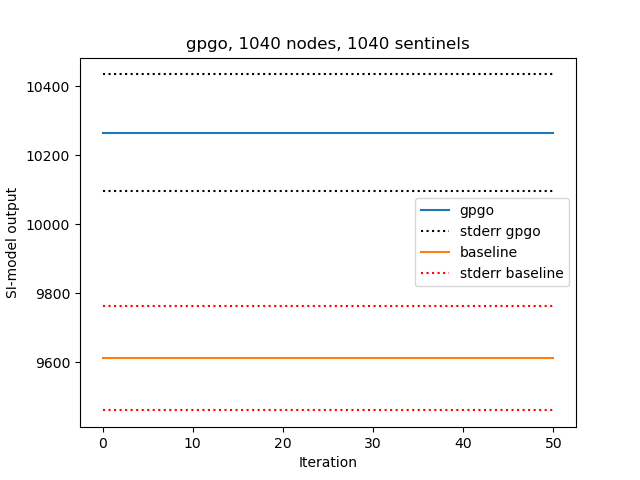 gpgo, 1040 nodes, 1040 sentinels
10400
10200
10000
9800
9600
SI-model output
gpgo
stderr gpgo
baseline
stderr baseline
0 10 20 30 40 50
Iteration